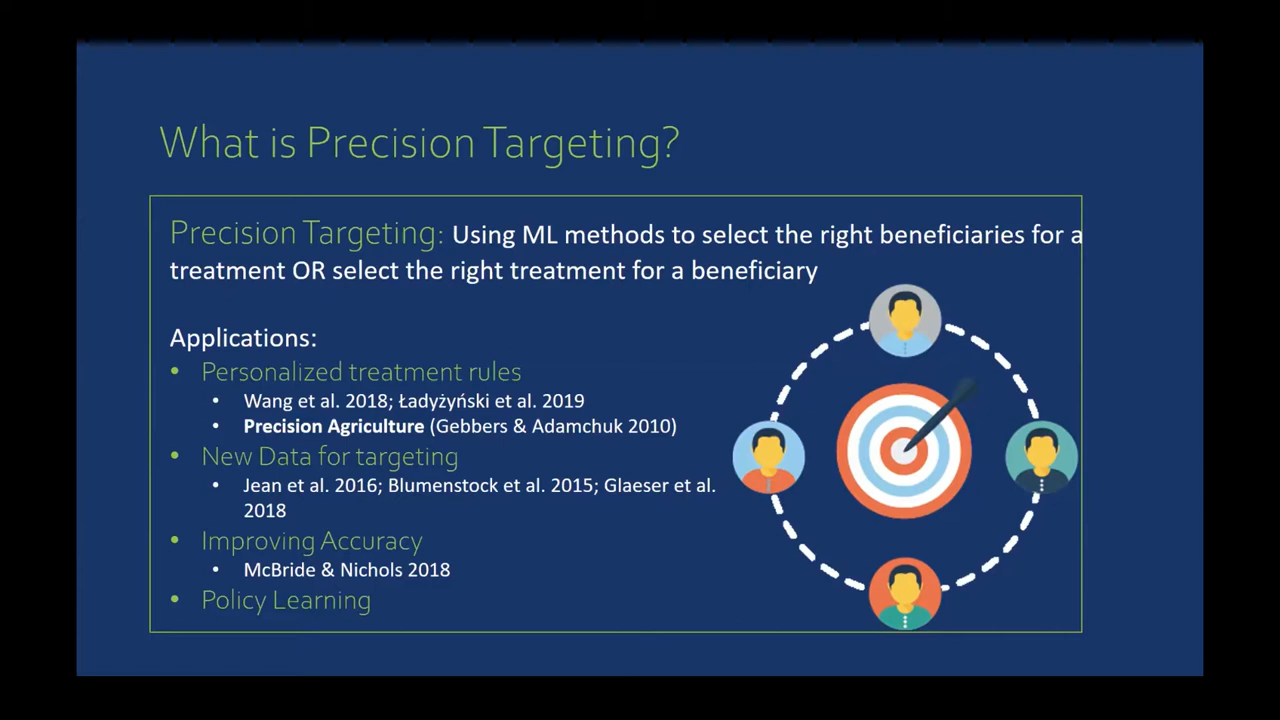 What is Precision Targeting?
Precision Targeting: Using ML methods to select the right beneficiaries for a
treatment OR select the right treatment for a beneficiary
Applications:
• Personalized treatment rules
• Wang et al. 2018; Ładyżyński et al. 2019
• Precision Agriculture (Gebbers & Adamchuk 2010)
• New Data for targeting
• Jean et al. 2016; Blumenstock et al. 2015; Glaeser et al.
2018
• Improving Accuracy
• McBride & Nichols 2018
• Policy Learning